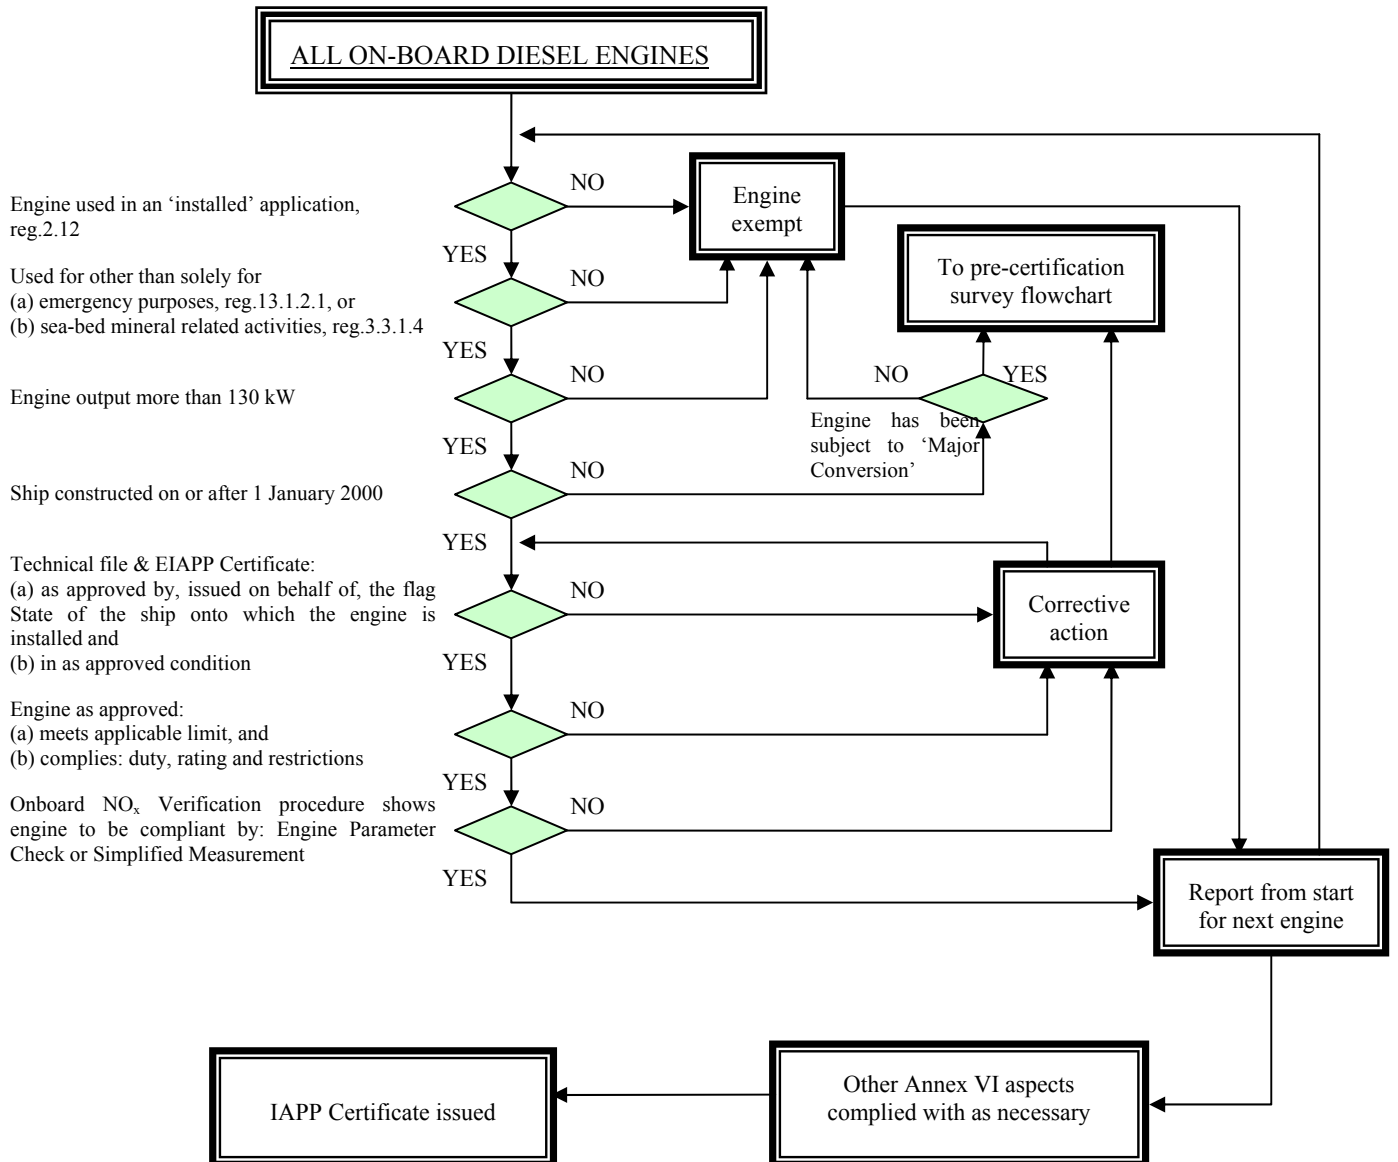 ALL ON-BOARD DIESEL ENGINES
Engine used in an ‘installed’ application,
reg.2.12
NO
YES
Engine
exempt
Used for other than solely for
(a) emergency purposes, reg.13.1.2.1, or
(b) sea-bed mineral related activities, reg.3.3.1.4
NO
YES
To pre-certification
survey flowchart
Engine output more than 130 kW
NO
YES
NO
YES
Engine has been
subject to ‘Major
Conversion’
Ship constructed on or after 1 January 2000
NO
YES
Technical file & EIAPP Certificate:
(a) as approved by, issued on behalf of, the flag
State of the ship onto which the engine is
installed and
(b) in as approved condition
NO
YES
Corrective
action
Engine as approved:
(a) meets applicable limit, and
(b) complies: duty, rating and restrictions
NO
YES
Onboard NOx Verification procedure shows
engine to be compliant by: Engine Parameter
Check or Simplified Measurement
NO
YES
Report from start
for next engine
IAPP Certificate issued
Other Annex VI aspects
complied with as necessary